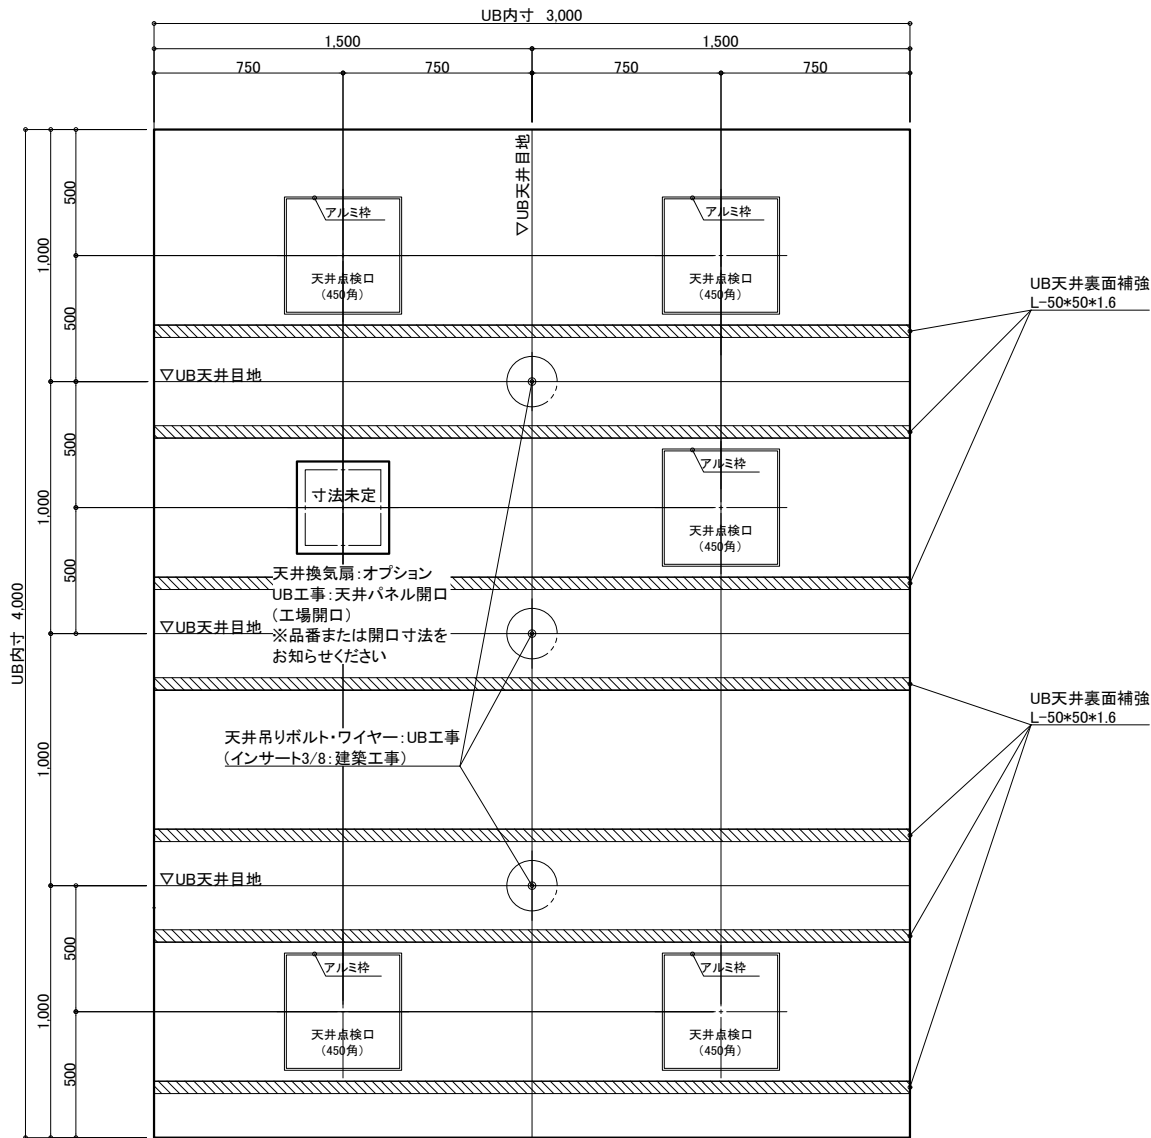 UB内寸 3,000
1,500
1,500
750
750
750
750
▽UB天井目地
500
1,000
500
アルミ枠
天井点検口
(450角)
アルミ枠
天井点検口
(450角)
UB天井裏面補強
L-50*50*1.6
▽UB天井目地
500
1,000
500
UB内寸 4,000
寸法未定
アルミ枠
天井点検口
(450角)
天井換気扇:オプション
UB工事:天井パネル開口
(工場開口)
※品番または開口寸法を
お知らせください
▽UB天井目地
UB天井裏面補強
L-50*50*1.6
天井吊りボルト・ワイヤー:UB工事
(インサート3/8:建築工事)
1,000
▽UB天井目地
500
1,000
500
アルミ枠
天井点検口
(450角)
アルミ枠
天井点検口
(450角)